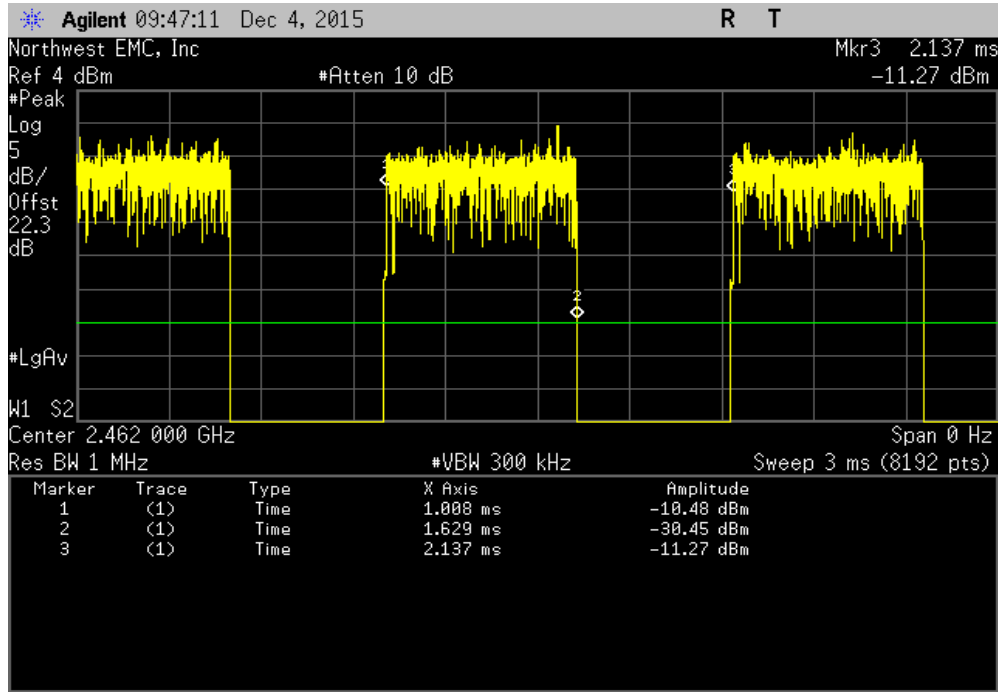 Agilent 09:47:11 Dec 4, 2015 R T
Northwest EMC, Inc Mkr3 2.137 ms
Ref 4 dBm #Atten 10 dB -11.27 dBm
#Peak
Log
5
dB/
Offst
22.3
dB
1
3
2
#LgAv
W1 S2
Center 2.462 000 GHz Span 0 Hz
Res BW 1 MHz #VBW 300 kHz Sweep 3 ms (8192 pts)
Marker Trace Type X Axis Amplitude
1 (1) Time 1.008 ms -10.48 dBm
2 (1) Time 1.629 ms -30.45 dBm
3 (1) Time 2.137 ms -11.27 dBm